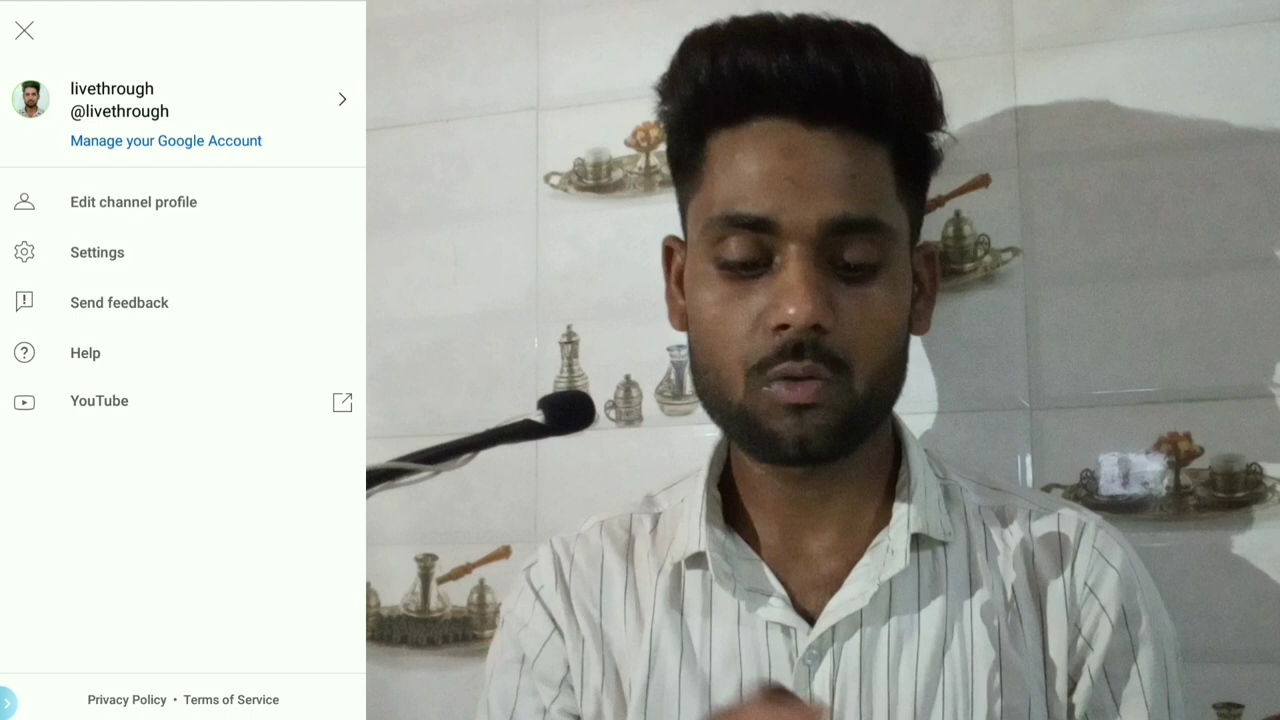 livethrough
@livethrough
Manage your Google Account
Edit channel profile
Settings
Send feedback
Help
YouTube
Privacy Policy • Terms of Service